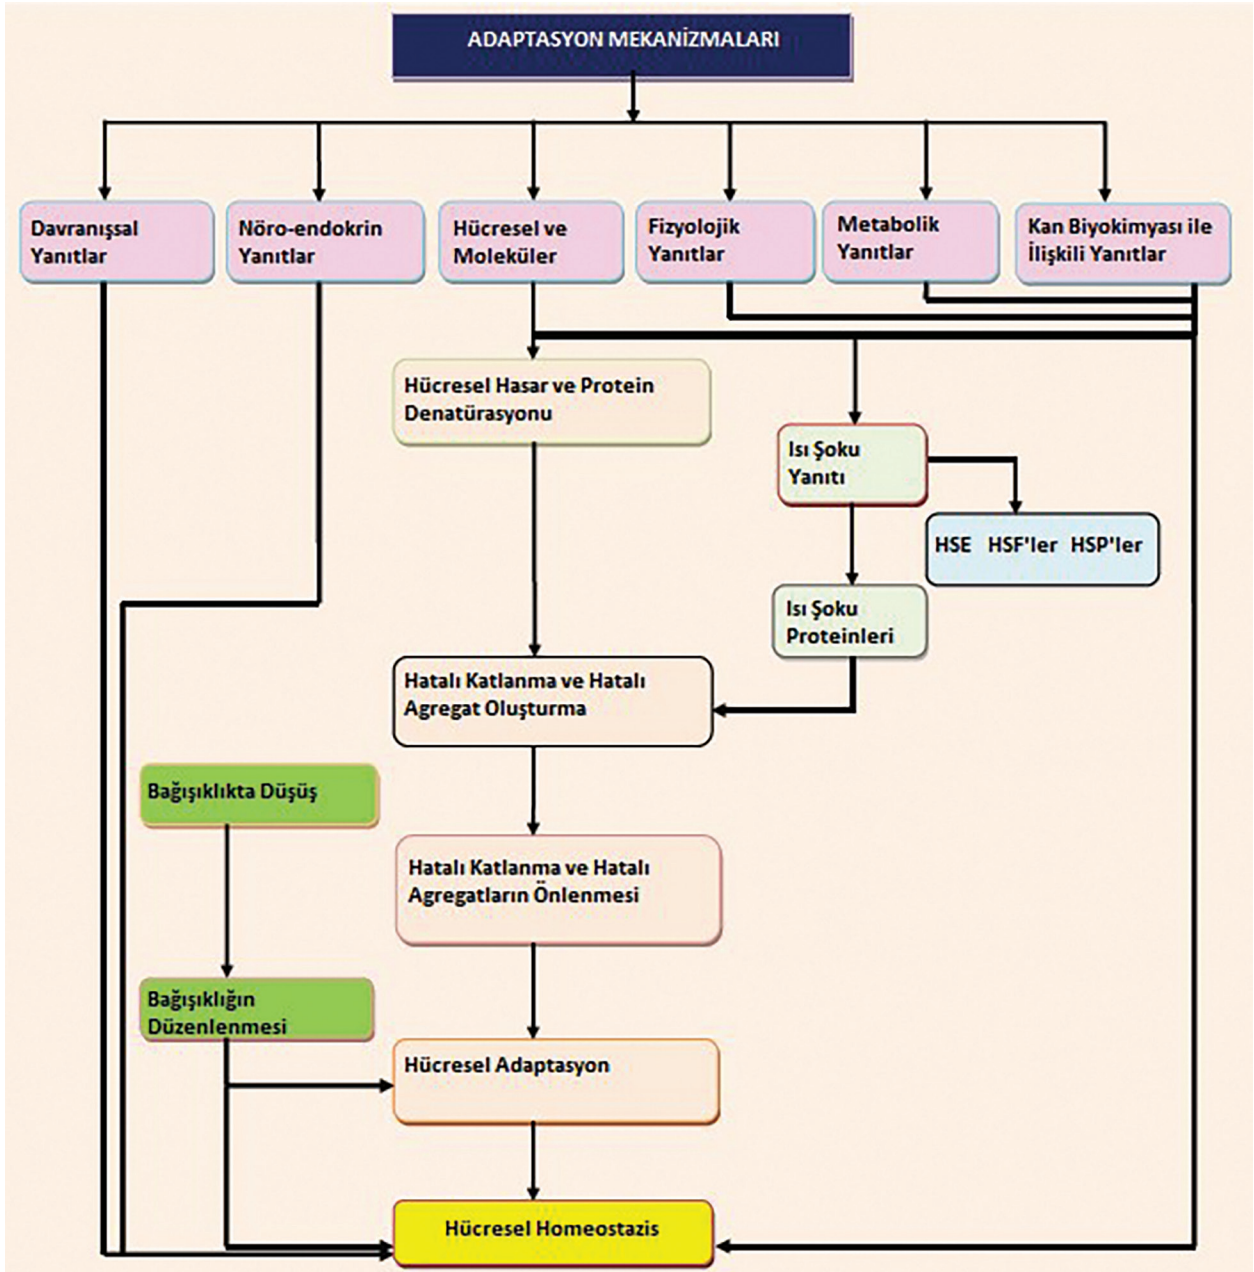 ADAPTASYON MEKANİZMALARI
Davranışsal
Yanıtlar
Nöro-endokrin
Yanıtlar
Hücresel ve
Moleküler
Fizyolojik
Yanıtlar
Metabolik
Yanıtlar
Kan Biyokimyası ile
İlişkili Yanıtlar
Hücresel Hasar ve Protein
Denatürasyonu
Isı Şoku
Yanıtı
HSE HSF'ler HSP'ler
Isı Şoku
Proteinleri
Hatalı Katlanma ve Hatalı
Agregat Oluşturma
Bağışıklıkta Düşüş
Hatalı Katlanma ve Hatalı
Agregatların Önlenmesi
Bağışıklığın
Düzenlenmesi
Hücresel Adaptasyon
Hücresel Homeostazis